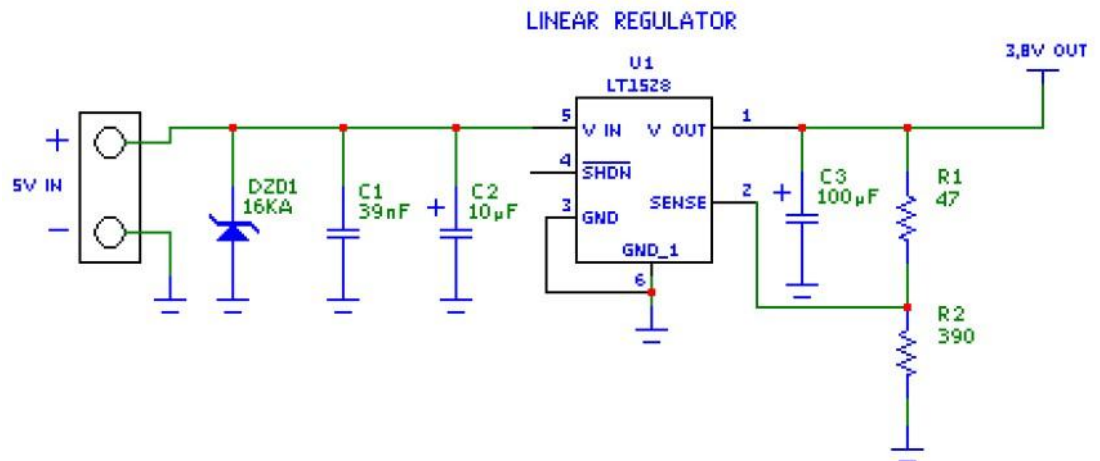 LINEAR REGULATOR
3,8V OUT
U1
LT1528
+
5V IN
-
5
V IN
V OUT
1
4
SHDN
3
GND
SENSE
2
GND_1
6
DZD1
16KA
C1
39nF
+
C2
10µF
+
C3
100µF
R1
47
R2
390